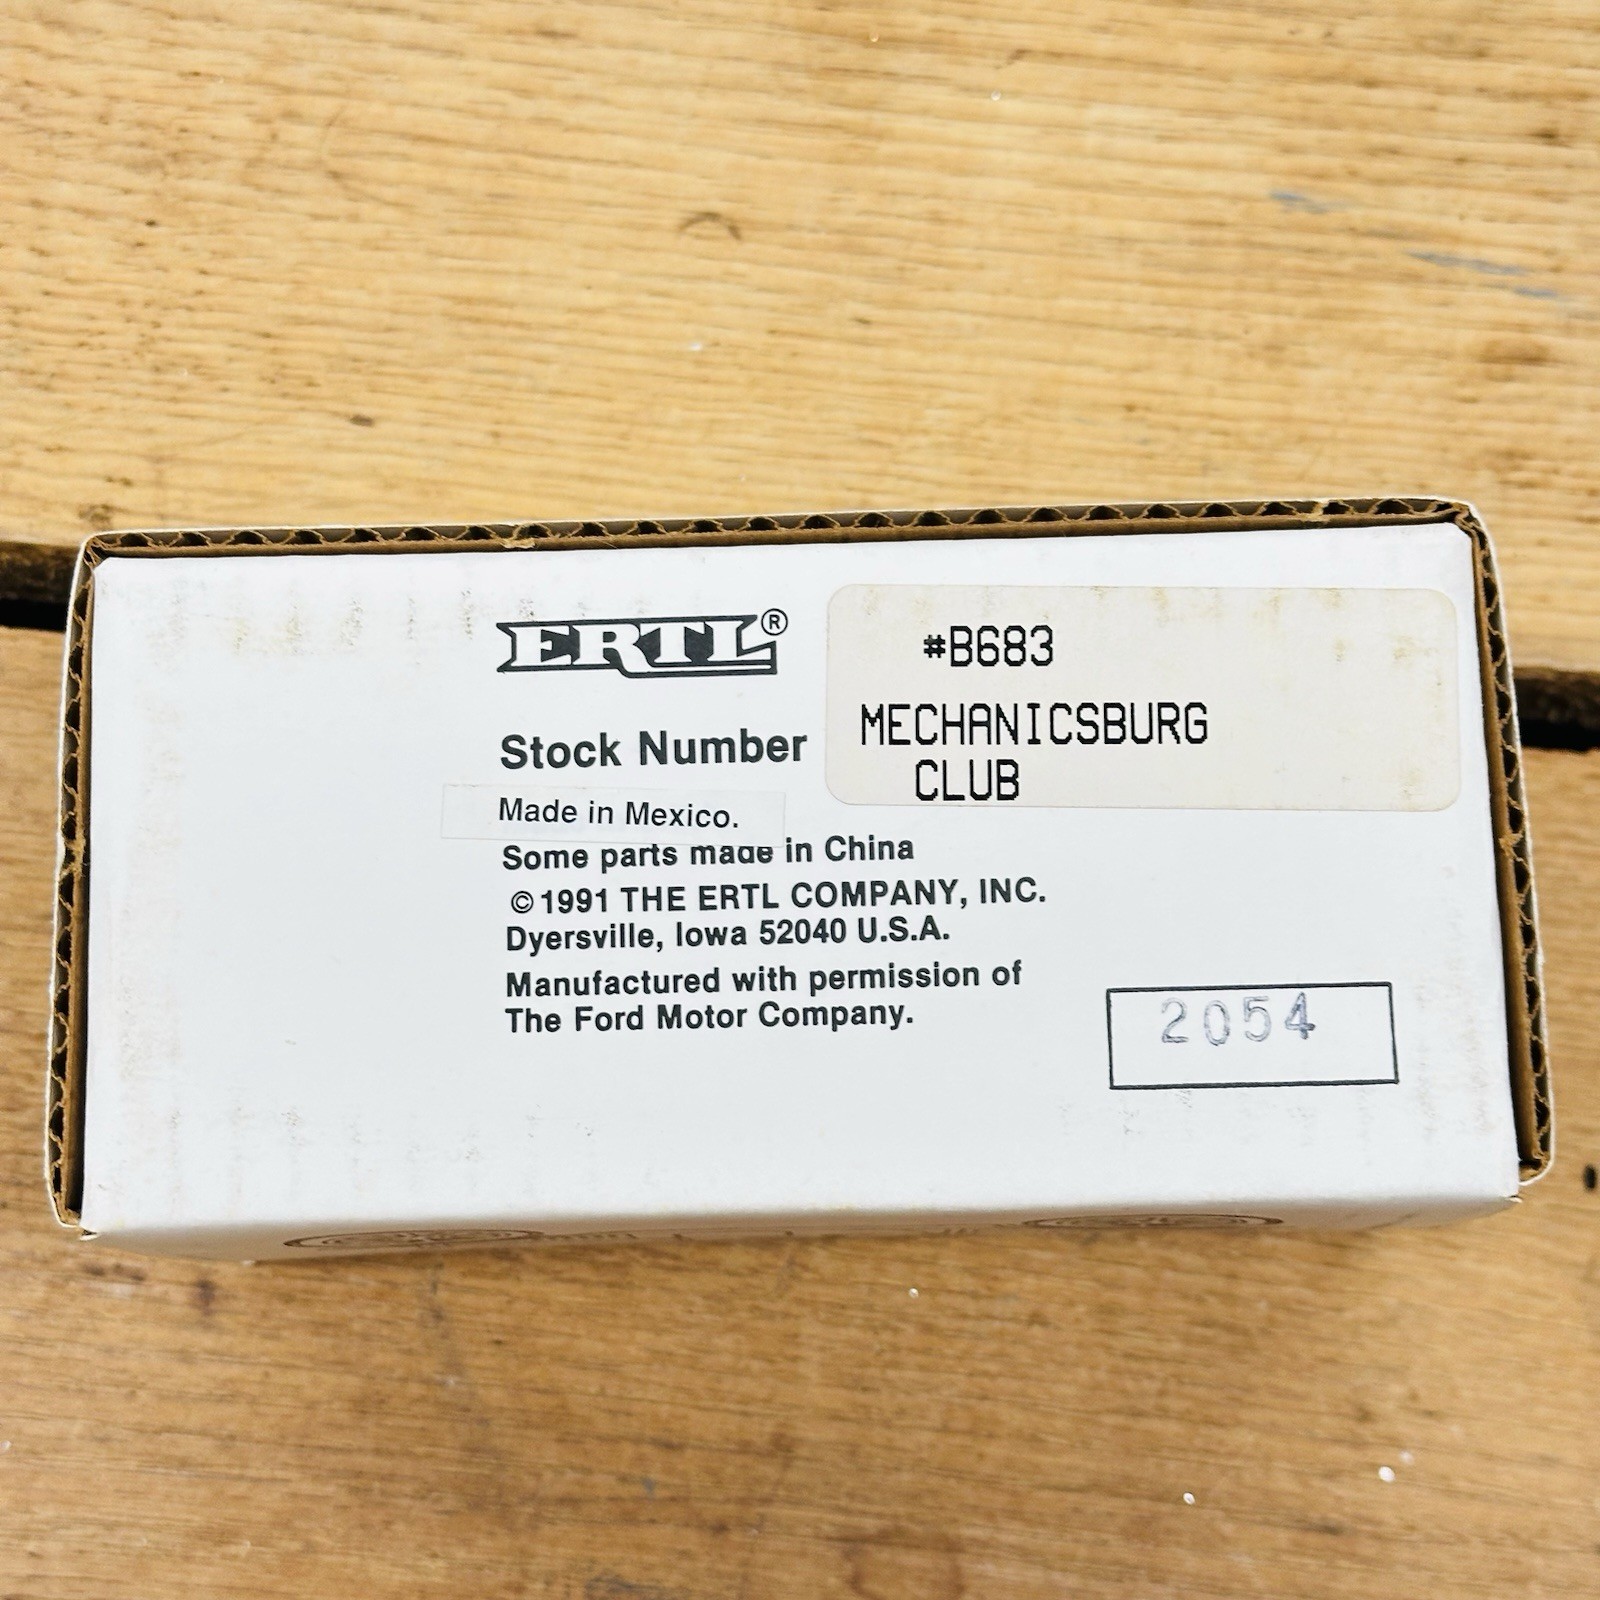 ERTL®
#B683
MECHANICSBURG
CLUB
Stock Number
Made in Mexico.
Some parts made in China
© 1991 THE ERTL COMPANY, INC.
Dyersville, Iowa 52040 U.S.A.
Manufactured with permission of
The Ford Motor Company.
2054